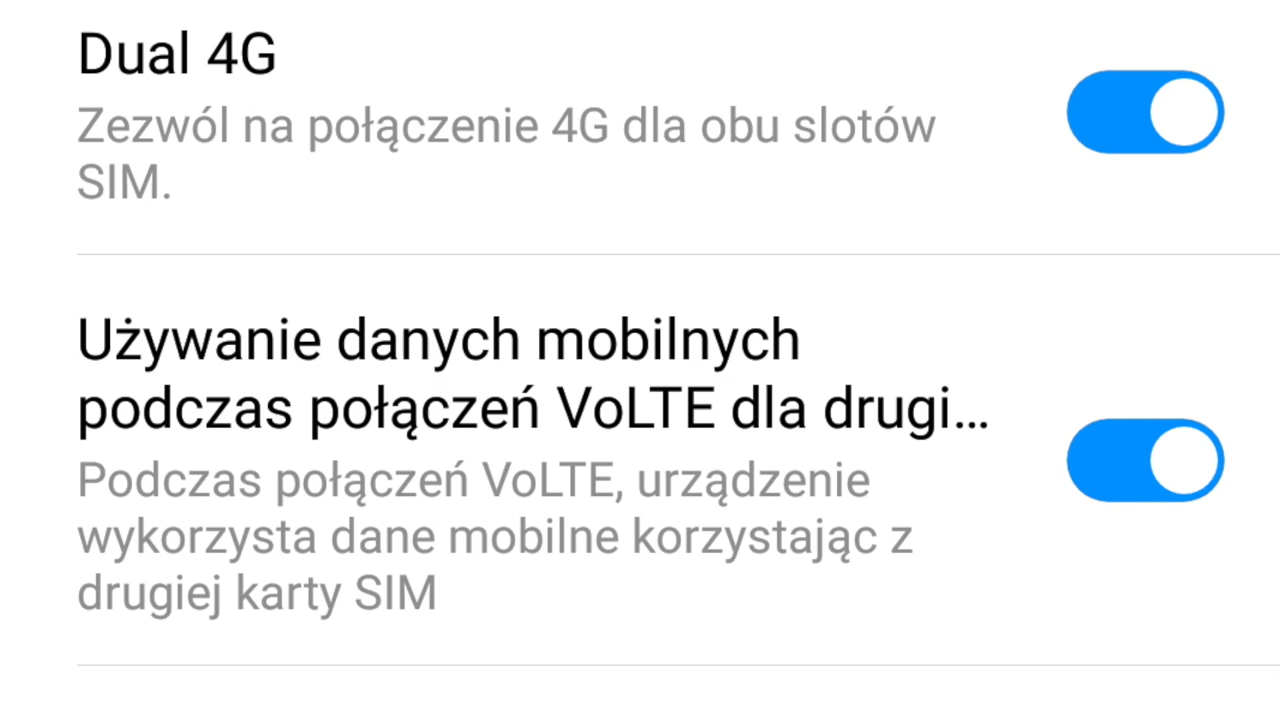 Dual 4G
Zezwól na połączenie 4G dla obu slotów
SIM.
Używanie danych mobilnych
podczas połączeń VoLTE dla drugi…
Podczas połączeń VoLTE, urządzenie
wykorzysta dane mobilne korzystając z
drugiej karty SIM